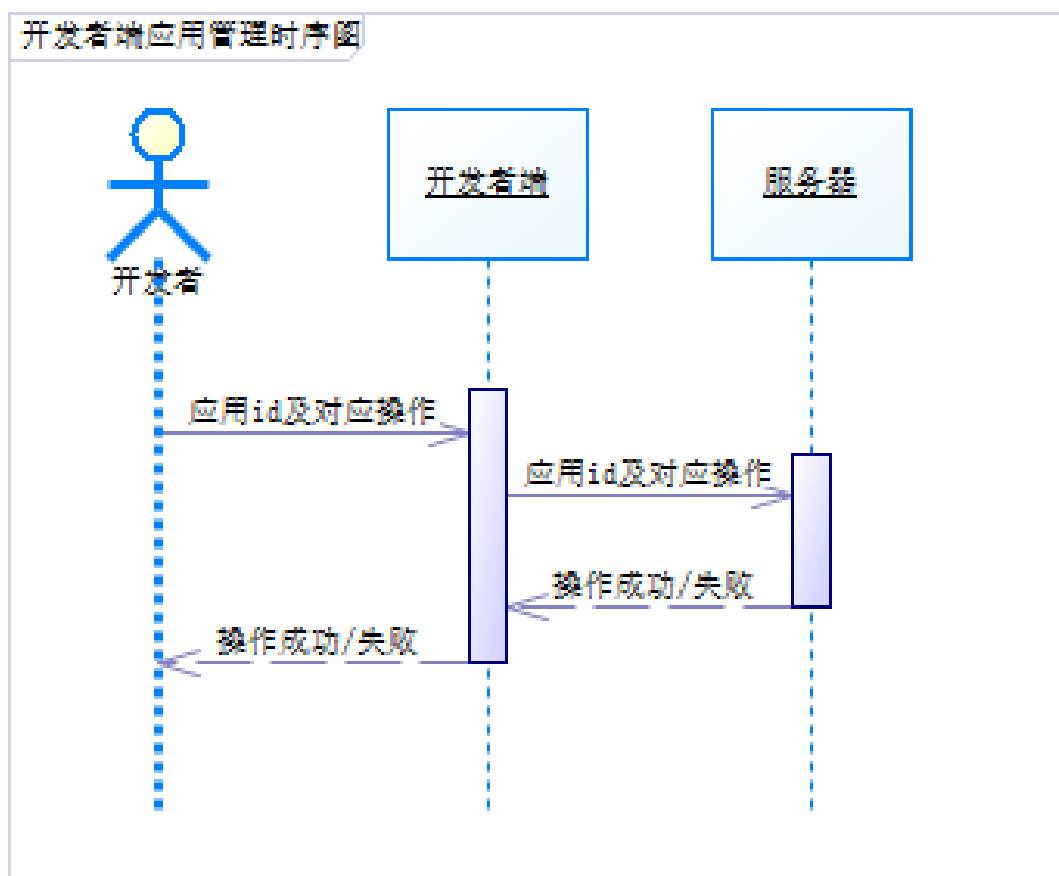 开发者端应用管理时序图
开发者端
服务器
开发者
应用id及对应操作
应用id及对应操作
操作成功/失败
操作成功/失败